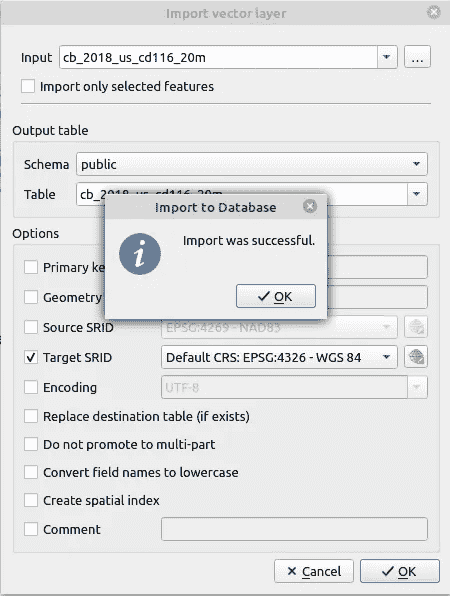 Import vector layer
Input cb_2018_us_cd116_20m ...
Import only selected features
Output table
Schema public
Table cb_2018_us_cd116_20m
Import to Database
Import was successful.
OK
Options
Primary ke
Geometry
Source SRID EPSG:4269 - NAD83
Target SRID Default CRS: EPSG:4326 - WGS 84
Encoding UTF-8
Replace destination table (if exists)
Do not promote to multi-part
Convert field names to lowercase
Create spatial index
Comment
Cancel OK